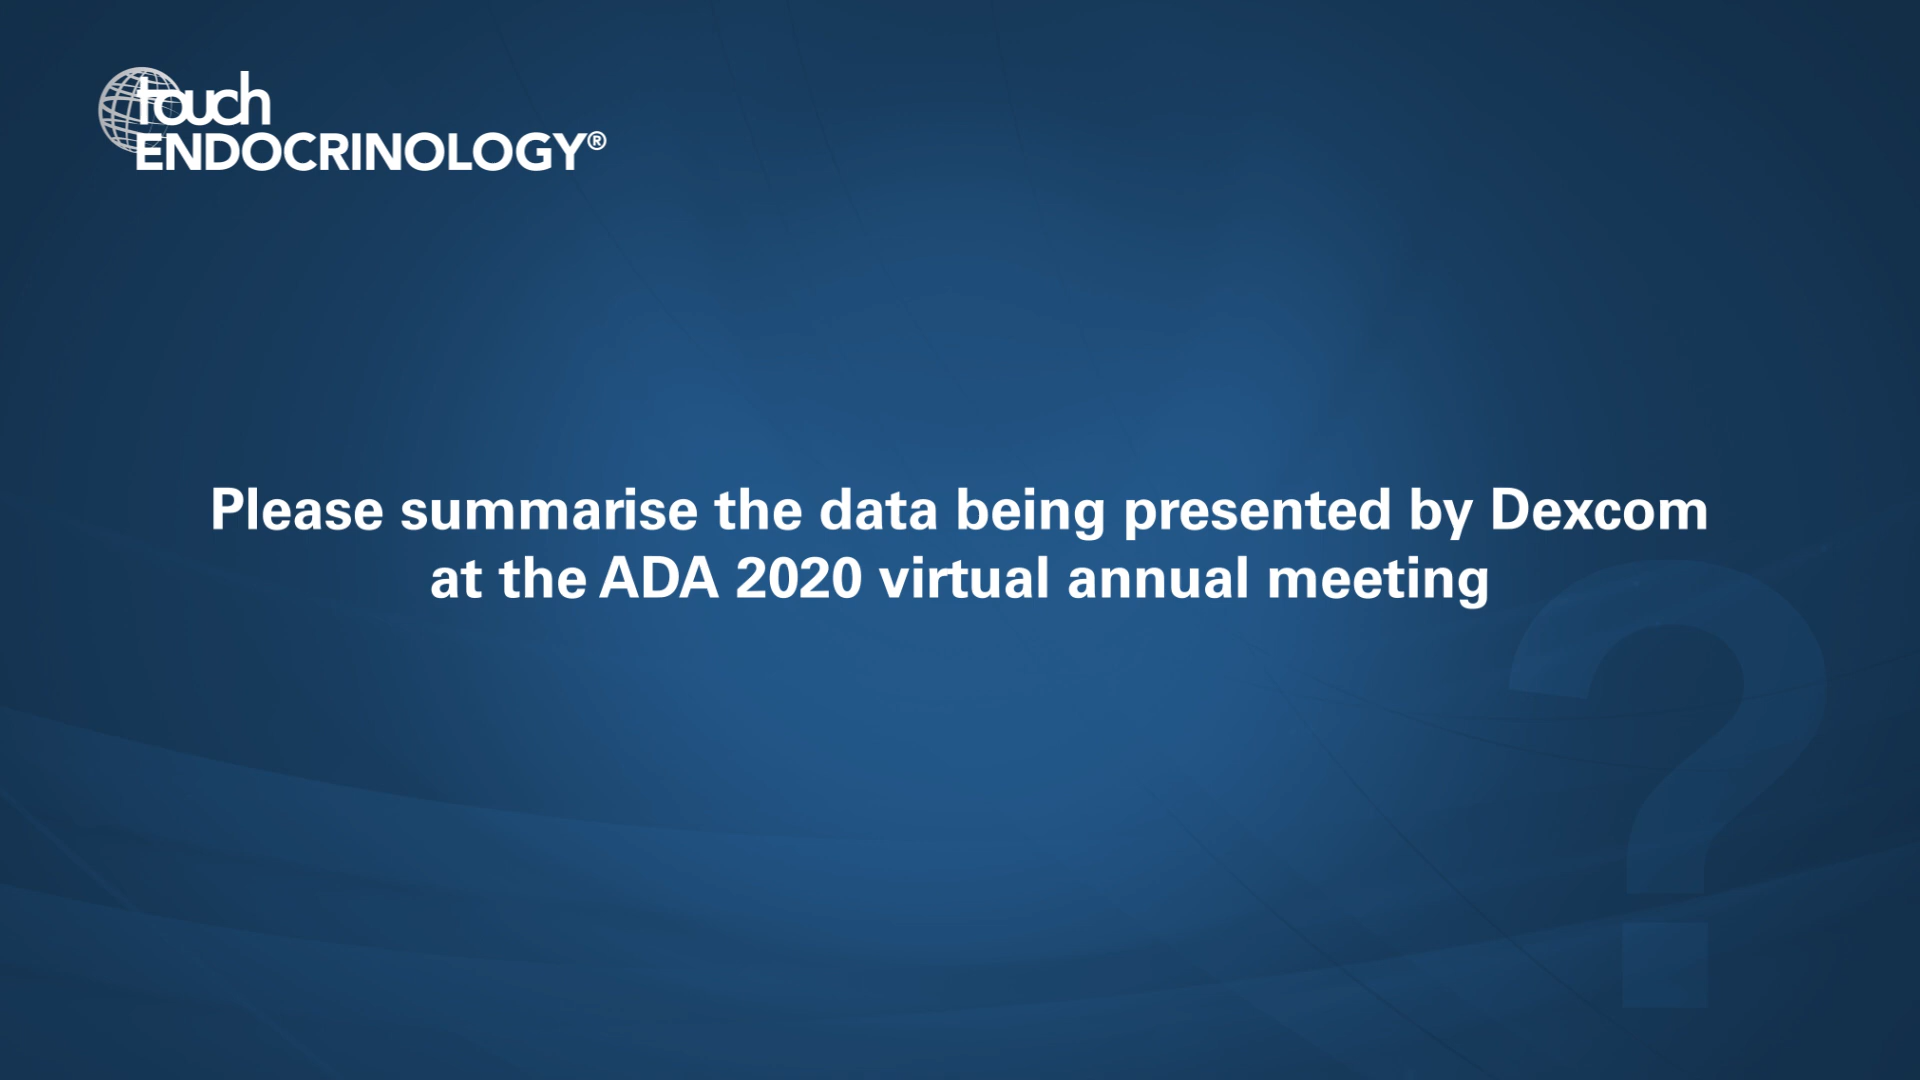 touch
ENDOCRINOLOGY®
Please summarise the data being presented by Dexcom
at the ADA 2020 virtual annual meeting
?